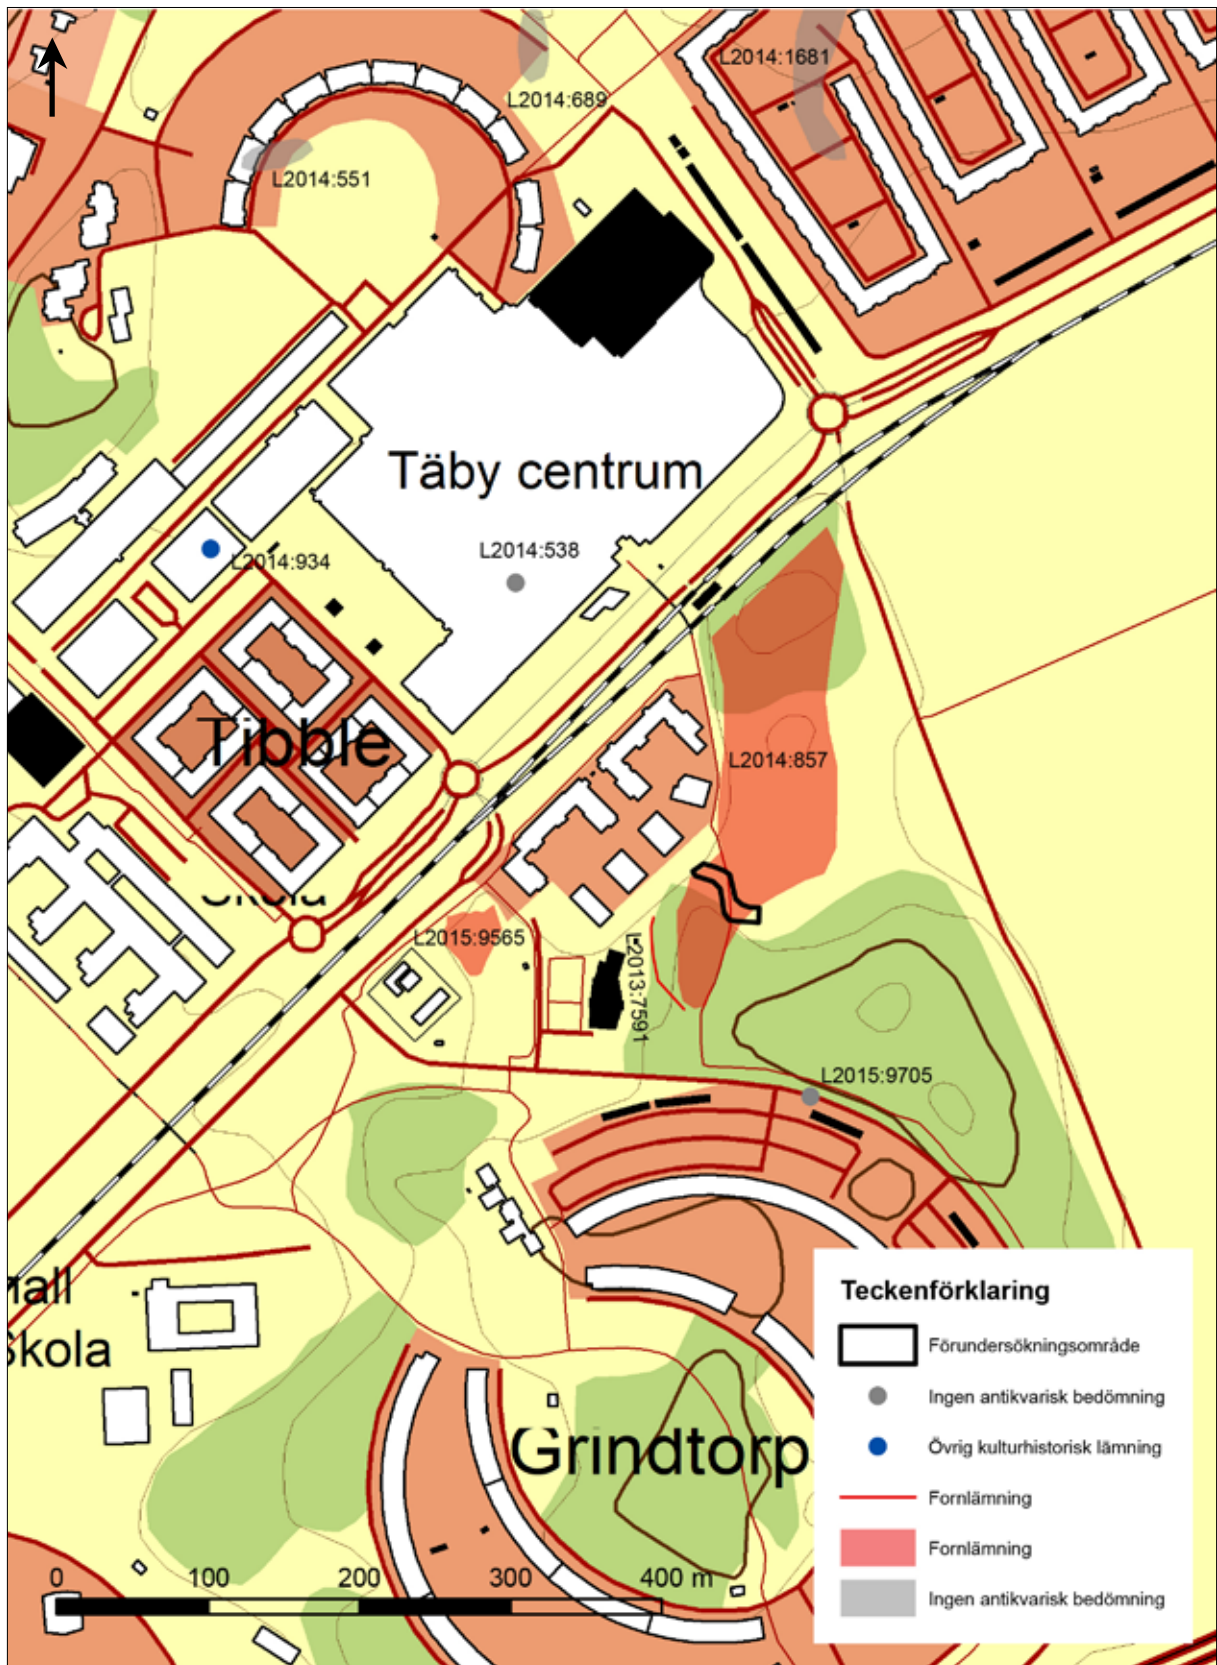 L2014:1681
L2014:689
L2014:551
Täby centrum
L2014:538
L2014:934
Tibble
L2014:857
Skola
L2015:9565
L2013:7591
L2015:9705
Skola
Grindtorp
Teckenförklaring
Förundersökningsområde
Ingen antikvarisk bedömning
Övrig kulturhistorisk lämning
Fornlämning
Fornlämning
Ingen antikvarisk bedömning
0 100 200 300 400 m